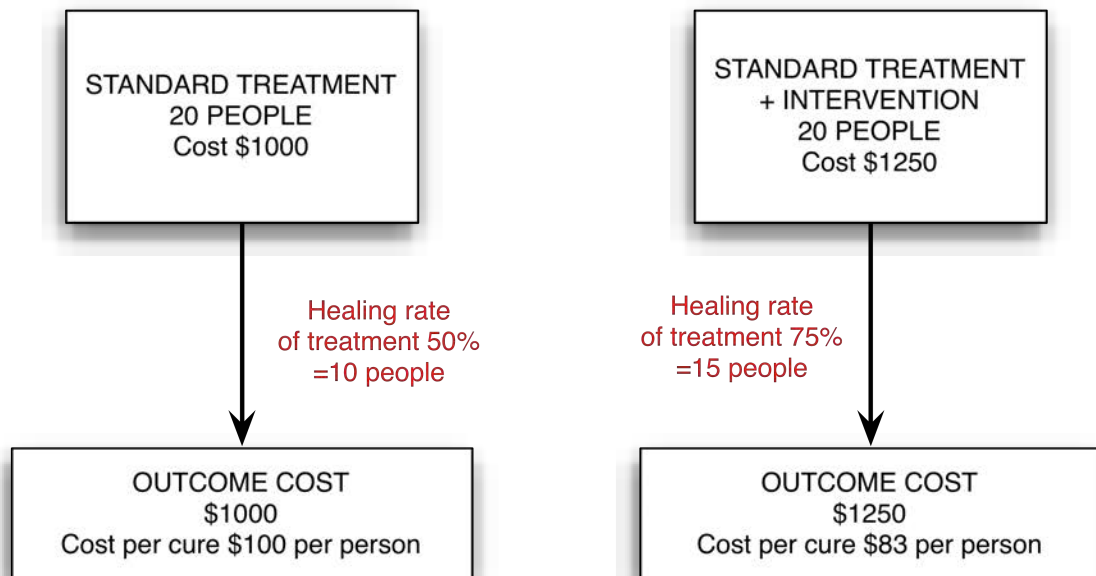 STANDARD TREATMENT
20 PEOPLE
Cost $1000
STANDARD TREATMENT
+ INTERVENTION
20 PEOPLE
Cost $1250
Healing rate
of treatment 50%
=10 people
Healing rate
of treatment 75%
=15 people
OUTCOME COST
$1000
Cost per cure $100 per person
OUTCOME COST
$1250
Cost per cure $83 per person